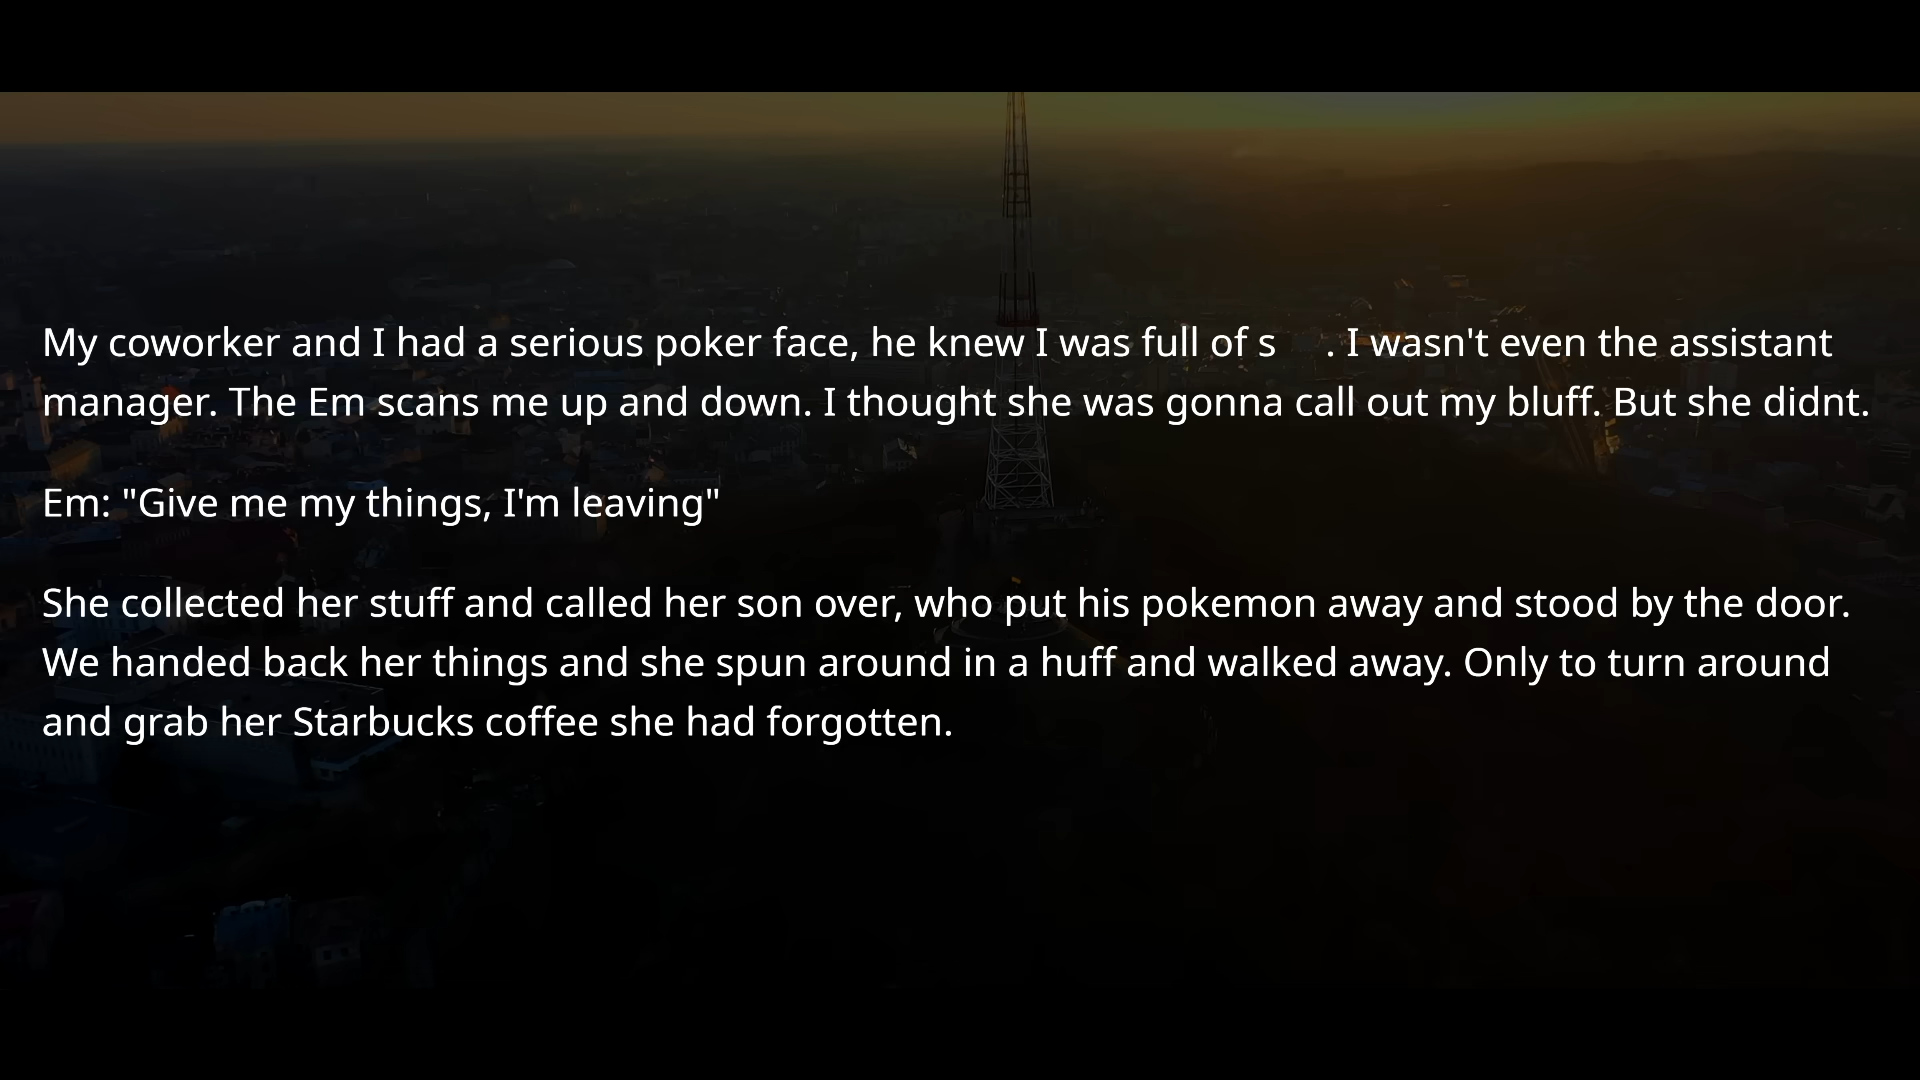 My coworker and I had a serious poker face, he knew I was full of s . I wasn't even the assistant
manager. The Em scans me up and down. I thought she was gonna call out my bluff. But she didnt.
Em: "Give me my things, I'm leaving"
She collected her stuff and called her son over, who put his pokemon away and stood by the door.
We handed back her things and she spun around in a huff and walked away. Only to turn around
and grab her Starbucks coffee she had forgotten.